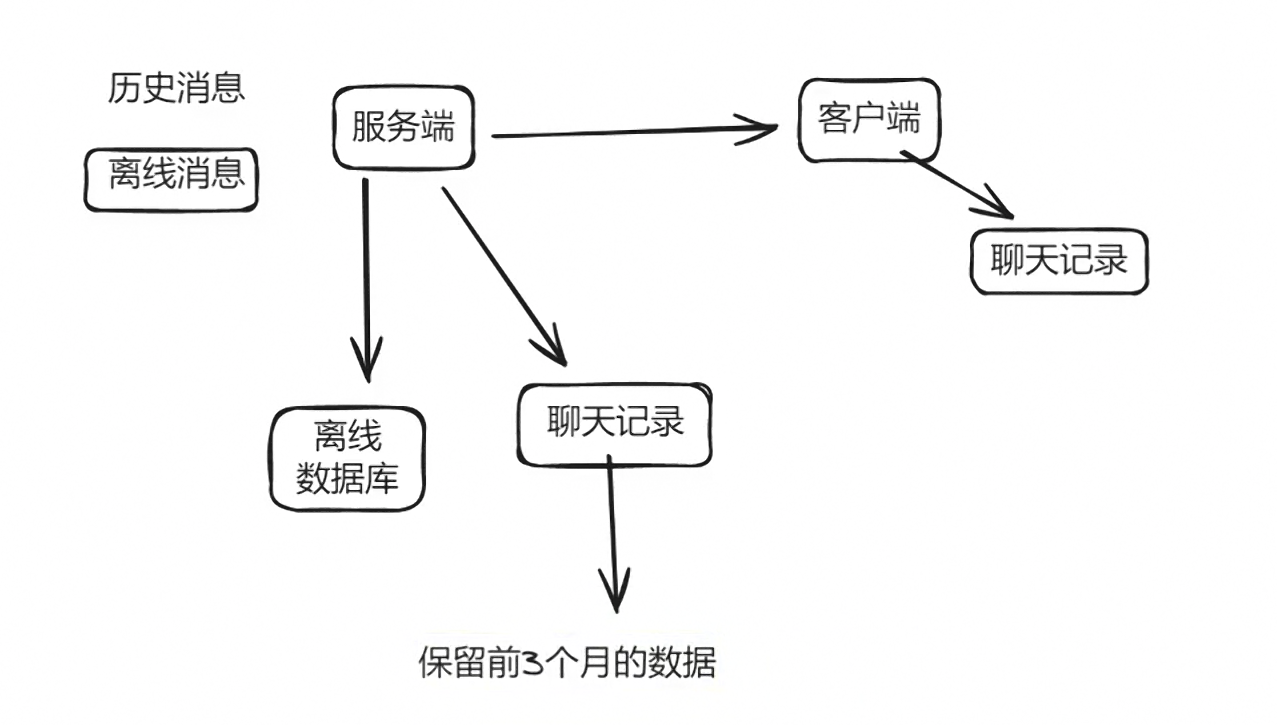 历史消息
服务端
客户端
离线消息
聊天记录
离线
数据库
聊天记录
保留前3个月的数据